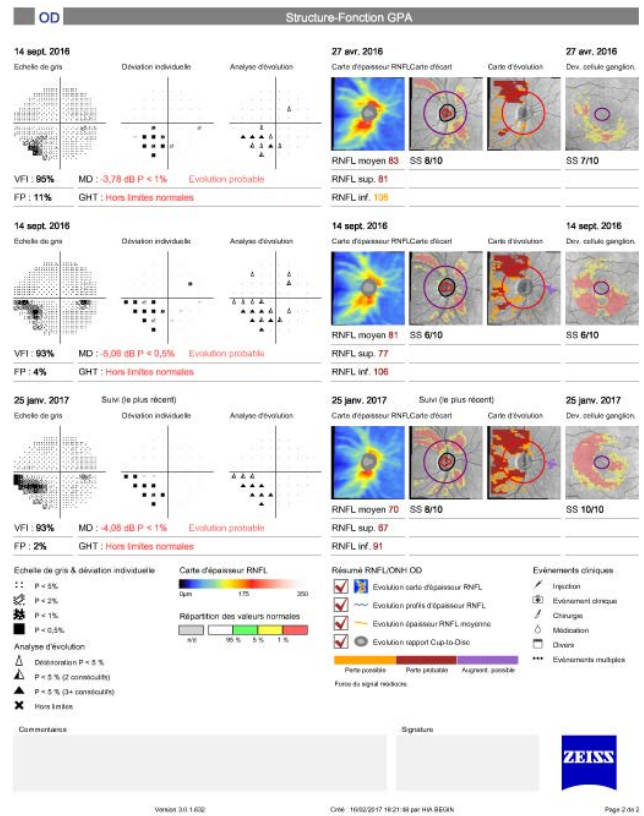 OD
Structure-Fonction GPA
14 sept. 2016
27 avr. 2016
27 avr. 2016
Echelle de gris
Déviation individuelle
Analyse d'évolution
Carte d'épaisseur RNFL
Carte d'écart
Carte d'évolution
Dev. cellule ganglion.
RNFL moyen 83
SS 8/10
SS 7/10
VFI : 95%
MD : -3,78 dB P < 1%
Evolution probable
RNFL sup. 81
FP : 11%
GHT : Hors limites normales
RNFL inf. 106
14 sept. 2016
14 sept. 2016
14 sept. 2016
Echelle de gris
Déviation individuelle
Analyse d'évolution
Carte d'épaisseur RNFL
Carte d'écart
Carte d'évolution
Dev. cellule ganglion.
RNFL moyen 81
SS 6/10
SS 6/10
VFI : 93%
MD : -5,06 dB P < 0,5%
Evolution probable
RNFL sup. 77
FP : 4%
GHT : Hors limites normales
RNFL inf. 106
25 janv. 2017
Suivi (le plus récent)
25 janv. 2017
Suivi (le plus récent)
25 janv. 2017
Echelle de gris
Déviation individuelle
Analyse d'évolution
Carte d'épaisseur RNFL
Carte d'écart
Carte d'évolution
Dev. cellule ganglion.
RNFL moyen 70
SS 8/10
SS 10/10
VFI : 93%
MD : -4,06 dB P < 1%
Evolution probable
RNFL sup. 67
FP : 2%
GHT : Hors limites normales
RNFL inf. 91
Echelle de gris & déviation individuelle
P < 5%
P < 2%
P < 1%
P < 0,5%
Analyse d'évolution
Détérioration P < 5 %
P < 5 % (2 consécutifs)
P < 5 % (3+ consécutifs)
Hors limites
Carte d'épaisseur RNFL
0µm 175 350
Répartition des valeurs normales
n/d 95 % 5 % 1 %
Résumé RNFL/ONH OD
Evolution carte d'épaisseur RNFL
Evolution profils d'épaisseur RNFL
Evolution épaisseur RNFL moyenne
Evolution rapport Cup-to-Disc
Perte possible
Perte probable
Augment. possible
Force du signal médiocre.
Evénements cliniques
Injection
Evénement clinique
Chirurgie
Médication
Divers
Evénements multiples
Commentaires
Signature
ZEISS
Version 3.0.1.632
Créé : 16/02/2017 16:21:48 par HIA BEGIN
Page 2 de 2